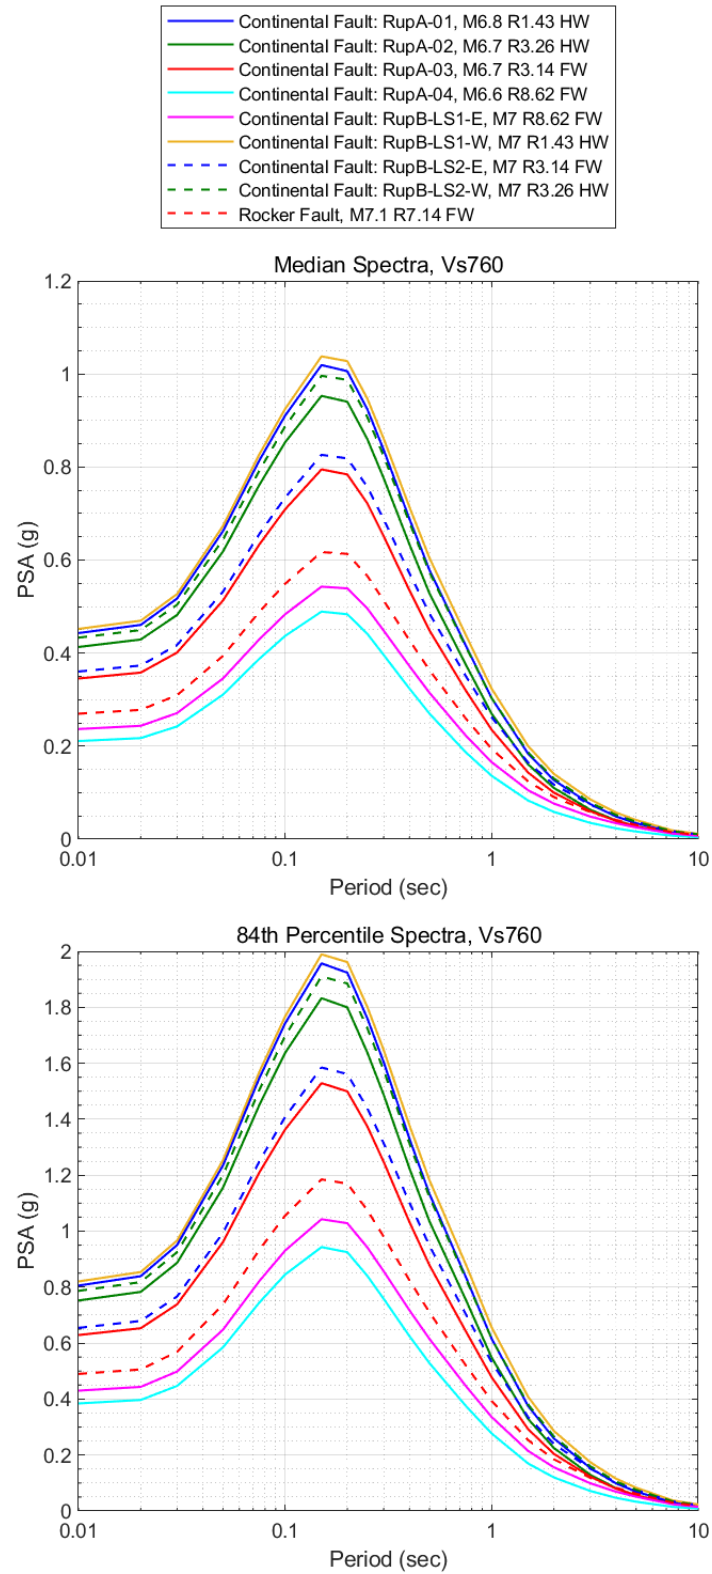 Continental Fault: RupA-01, M6.8 R1.43 HW
Continental Fault: RupA-02, M6.7 R3.26 HW
Continental Fault: RupA-03, M6.7 R3.14 FW
Continental Fault: RupA-04, M6.6 R8.62 FW
Continental Fault: RupB-LS1-E, M7 R8.62 FW
Continental Fault: RupB-LS1-W, M7 R1.43 HW
Continental Fault: RupB-LS2-E, M7 R3.14 FW
Continental Fault: RupB-LS2-W, M7 R3.26 HW
Rocker Fault, M7.1 R7.14 FW
Median Spectra, Vs760
1.2
1
0.8
0.6
0.4
0.2
0
PSA (g)
0.01 0.1 1 10
Period (sec)
84th Percentile Spectra, Vs760
2
1.8
1.6
1.4
1.2
1
0.8
0.6
0.4
0.2
0
PSA (g)
0.01 0.1 1 10
Period (sec)